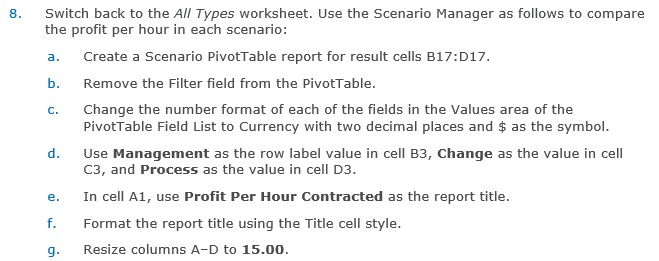 8. Switch back to the All Types worksheet. Use the Scenario Manager as follows to compare
the profit per hour in each scenario:
a. Create a Scenario PivotTable report for result cells B17:D17.
b. Remove the Filter field from the PivotTable.
c. Change the number format of each of the fields in the Values area of the
PivotTable Field List to Currency with two decimal places and $ as the symbol.
d. Use Management as the row label value in cell B3, Change as the value in cell
C3, and Process as the value in cell D3.
e. In cell A1, use Profit Per Hour Contracted as the report title.
f. Format the report title using the Title cell style.
g. Resize columns A–D to 15.00.